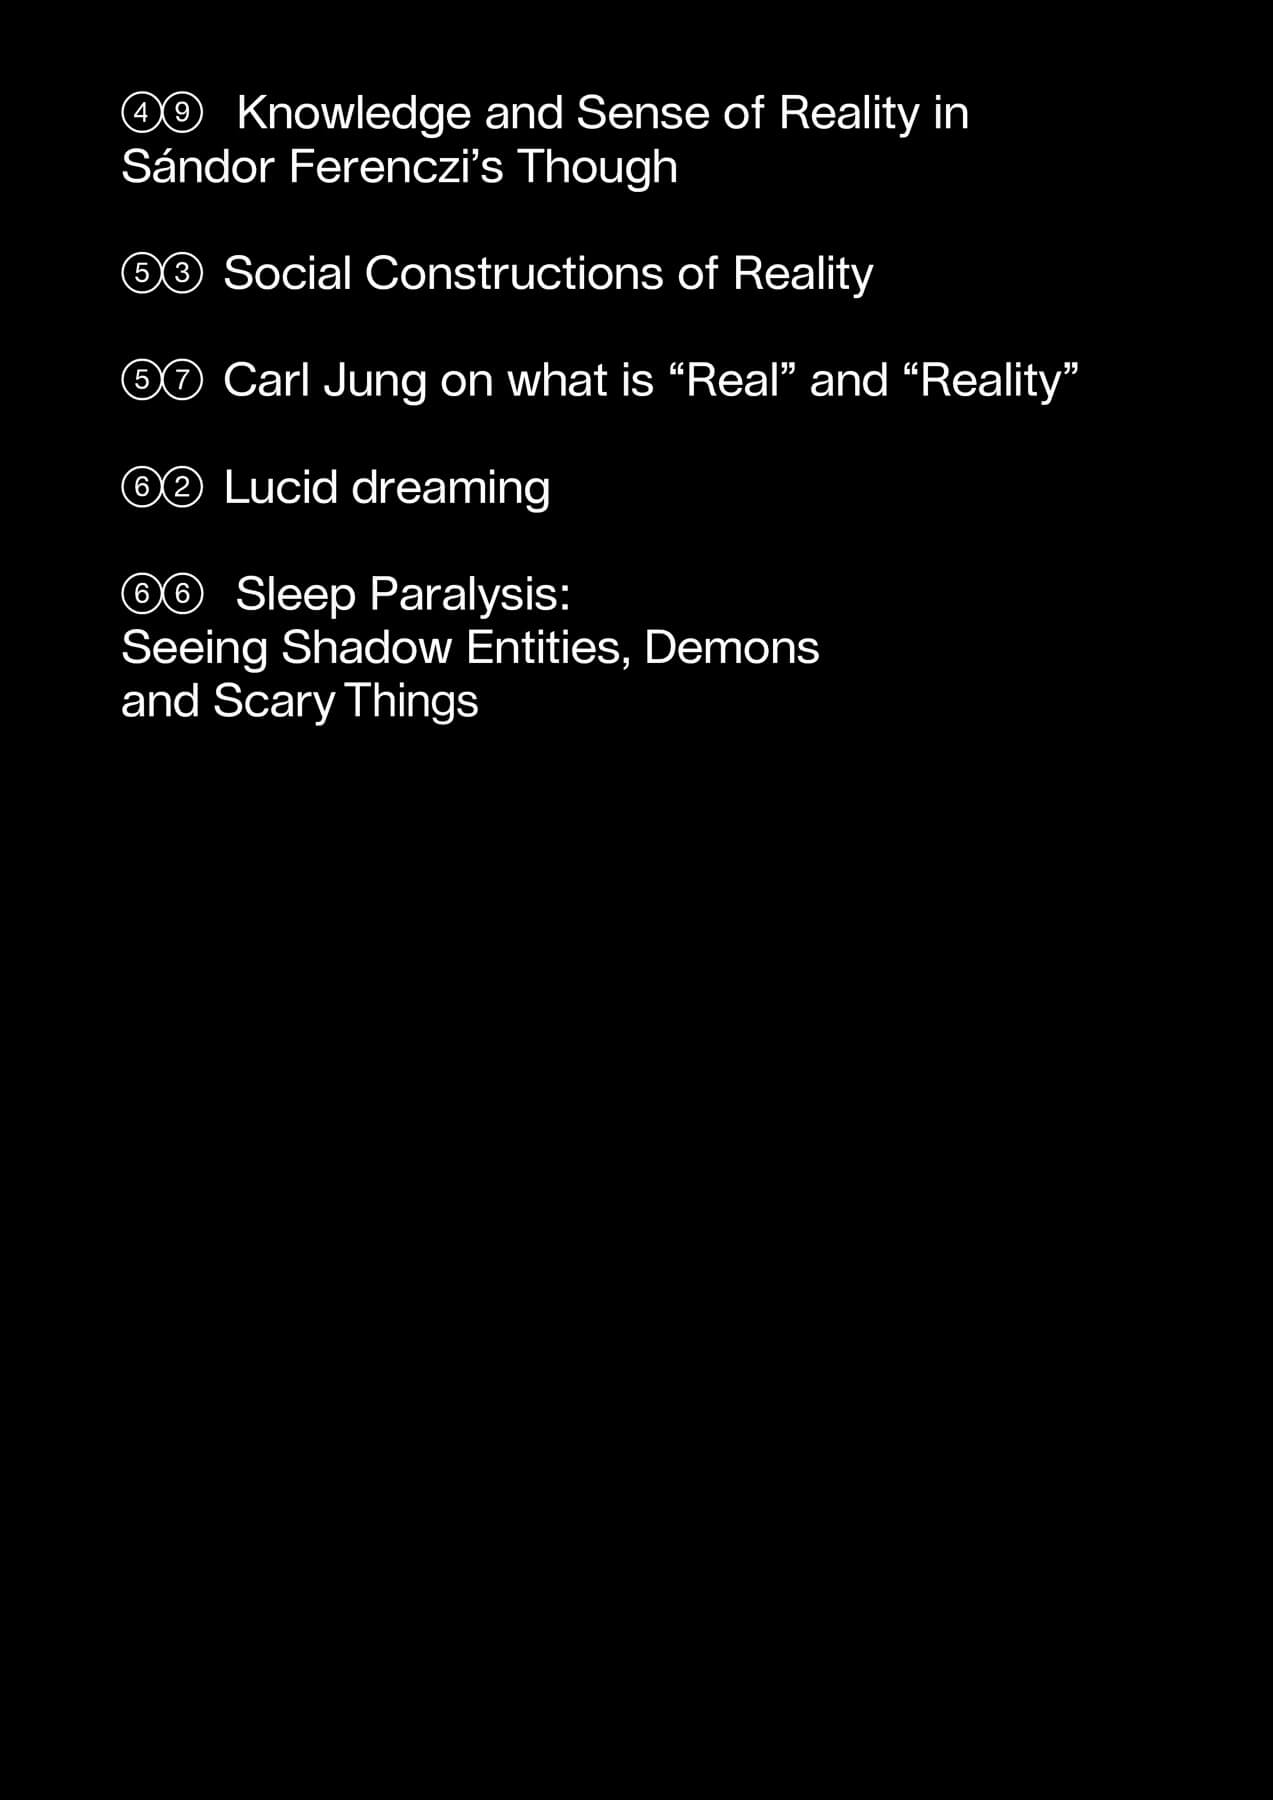 ④⑨ Knowledge and Sense of Reality in
Sándor Ferenczi’s Though
⑤③ Social Constructions of Reality
⑤⑦ Carl Jung on what is “Real” and “Reality”
⑥② Lucid dreaming
⑥⑥ Sleep Paralysis:
Seeing Shadow Entities, Demons
and Scary Things